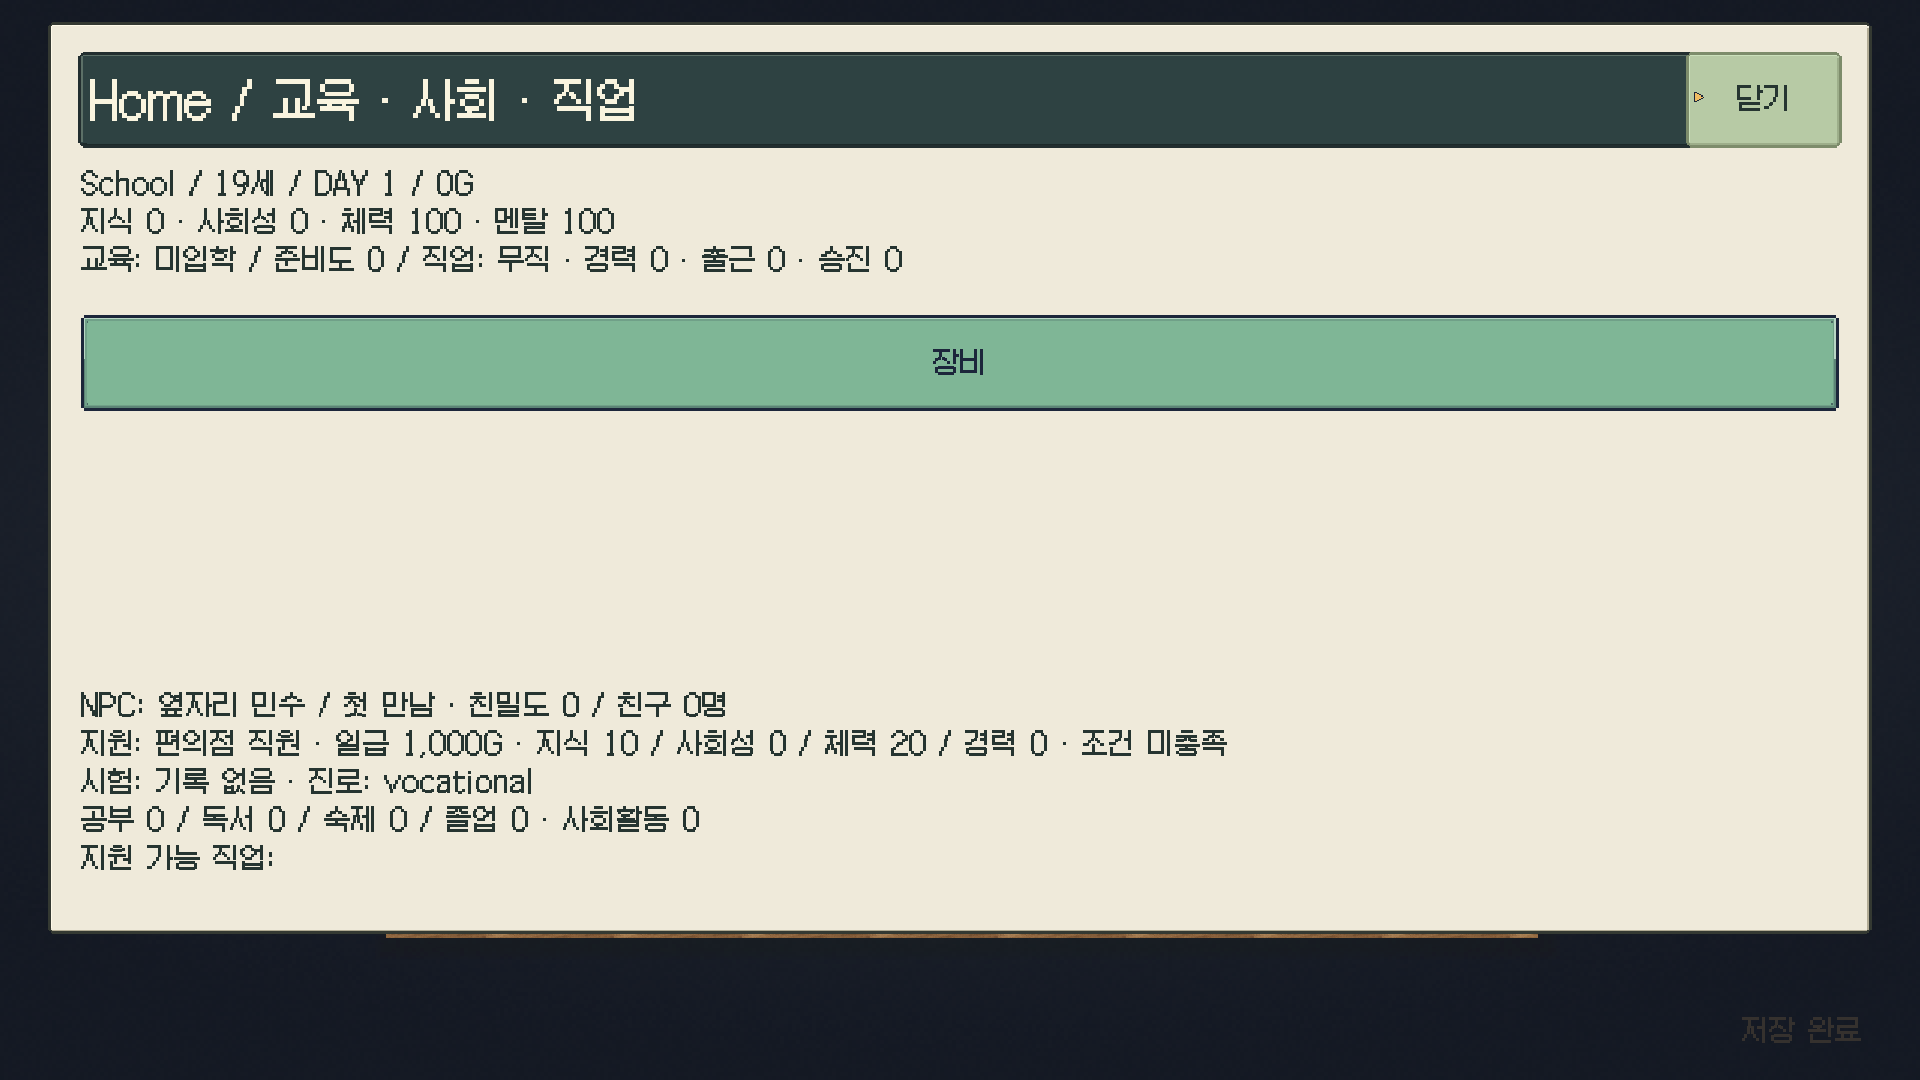 Home / 교육 · 사회 · 직업
닫기
School / 19세 / DAY 1 / 0G
지식 0 · 사회성 0 · 체력 100 · 멘탈 100
교육: 미입학 / 준비도 0 / 직업: 무직 · 경력 0 · 출근 0 · 승진 0
장비
NPC: 옆자리 민수 / 첫 만남 · 친밀도 0 / 친구 0명
지원: 편의점 직원 · 일급 1,000G · 지식 10 / 사회성 0 / 체력 20 / 경력 0 · 조건 미충족
시험: 기록 없음 · 진로: vocational
공부 0 / 독서 0 / 숙제 0 / 졸업 0 · 사회활동 0
지원 가능 직업:
저장 완료